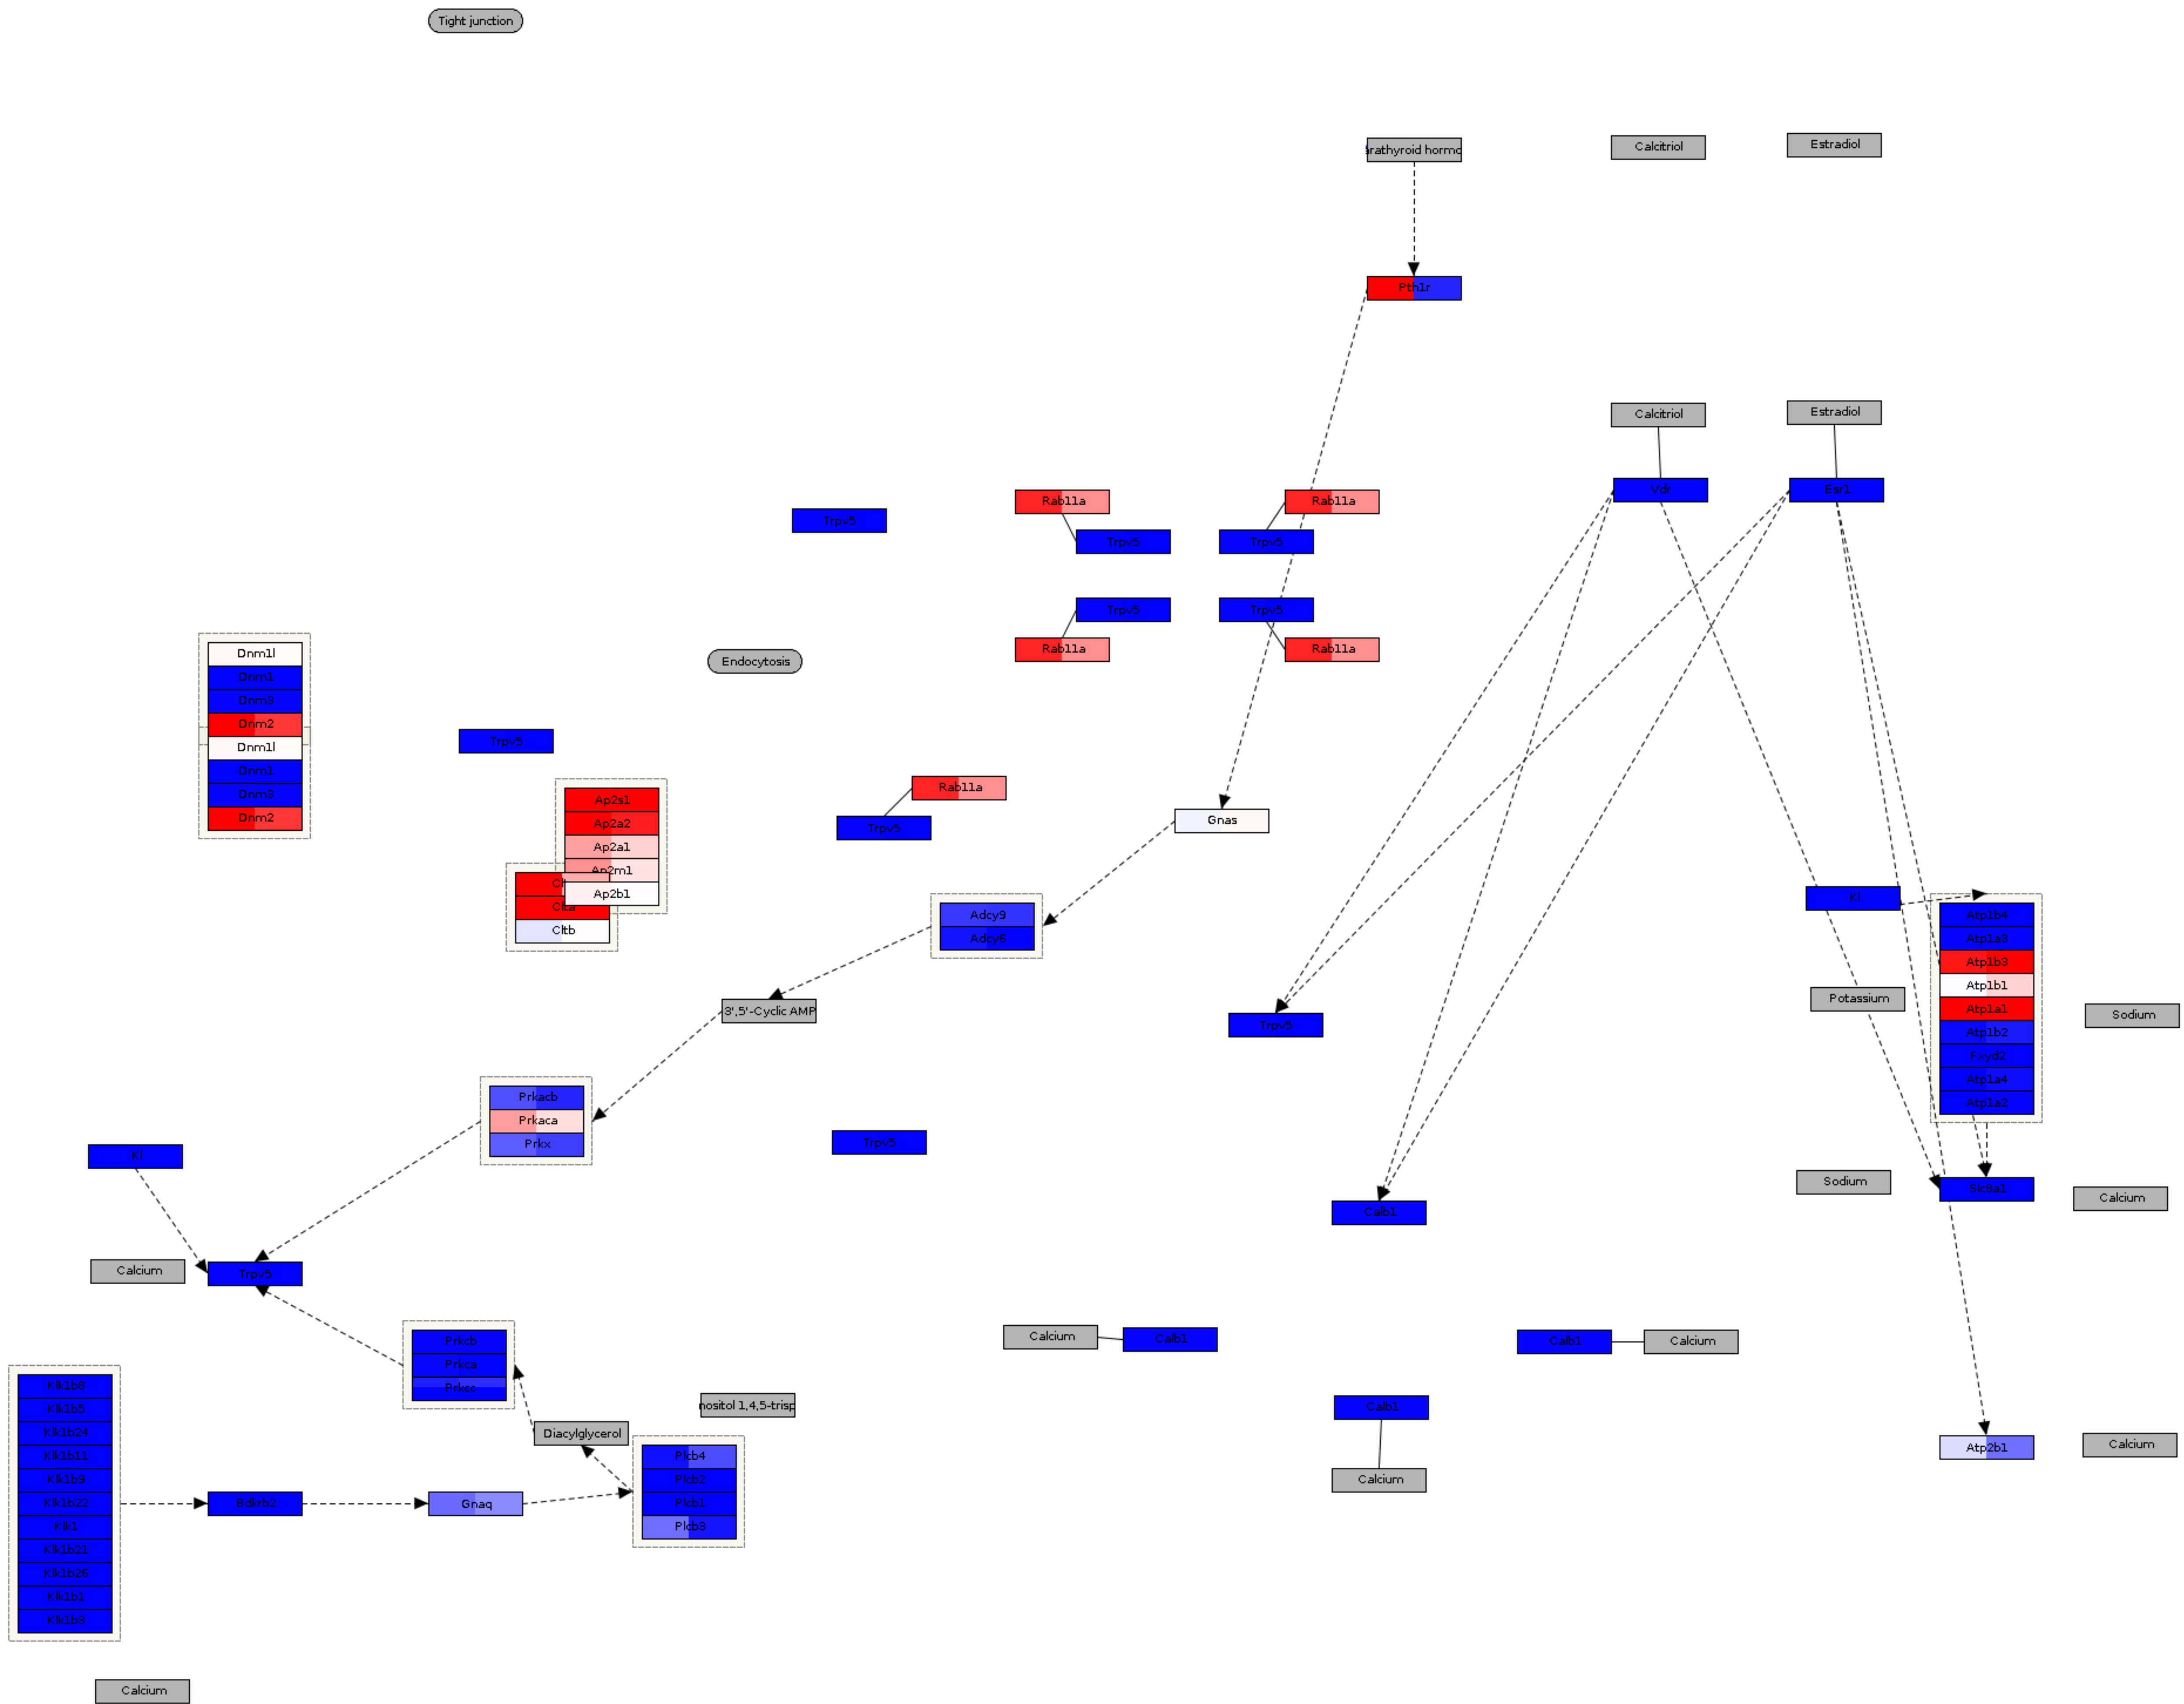 Tight junction
arathyroid hormo
Calcitriol
Estradiol
Pth1r
Calcitriol
Estradiol
Vdr
Esr1
Rab11a
Rab11a
Trpv5
Trpv5
Trpv5
Trpv5
Trpv5
Rab11a
Rab11a
Endocytosis
Dnm1l
Dnm1
Dnm3
Dnm2
Dnm1l
Dnm1
Dnm3
Dnm2
Trpv5
Rab11a
Trpv5
Ap2s1
Ap2a2
Ap2a1
Ap2m1
Ap2b1
Clta
Cltb
Gnas
Adcy9
Adcy6
3',5'-Cyclic AMP
Kl
Atp1b4
Atp1a3
Atp1b3
Atp1b1
Atp1a1
Atp1b2
Fxyd2
Atp1a4
Atp1a2
Potassium
Sodium
Trpv5
Prkacb
Prkaca
Prkx
Kl
Trpv5
Sodium
Slc8a1
Calcium
Calb1
Calcium
Trpv5
Prkcb
Prkca
Prkcc
Calcium
Calb1
Calb1
Calcium
nositol 1,4,5-trisp
Calb1
Diacylglycerol
Calcium
Atp2b1
Calcium
Plcb4
Plcb2
Plcb1
Plcb3
Klk1b8
Klk1b5
Klk1b24
Klk1b11
Klk1b9
Klk1b22
Klk1
Klk1b21
Klk1b26
Klk1b1
Klk1b3
Bdkrb2
Gnaq
Calcium